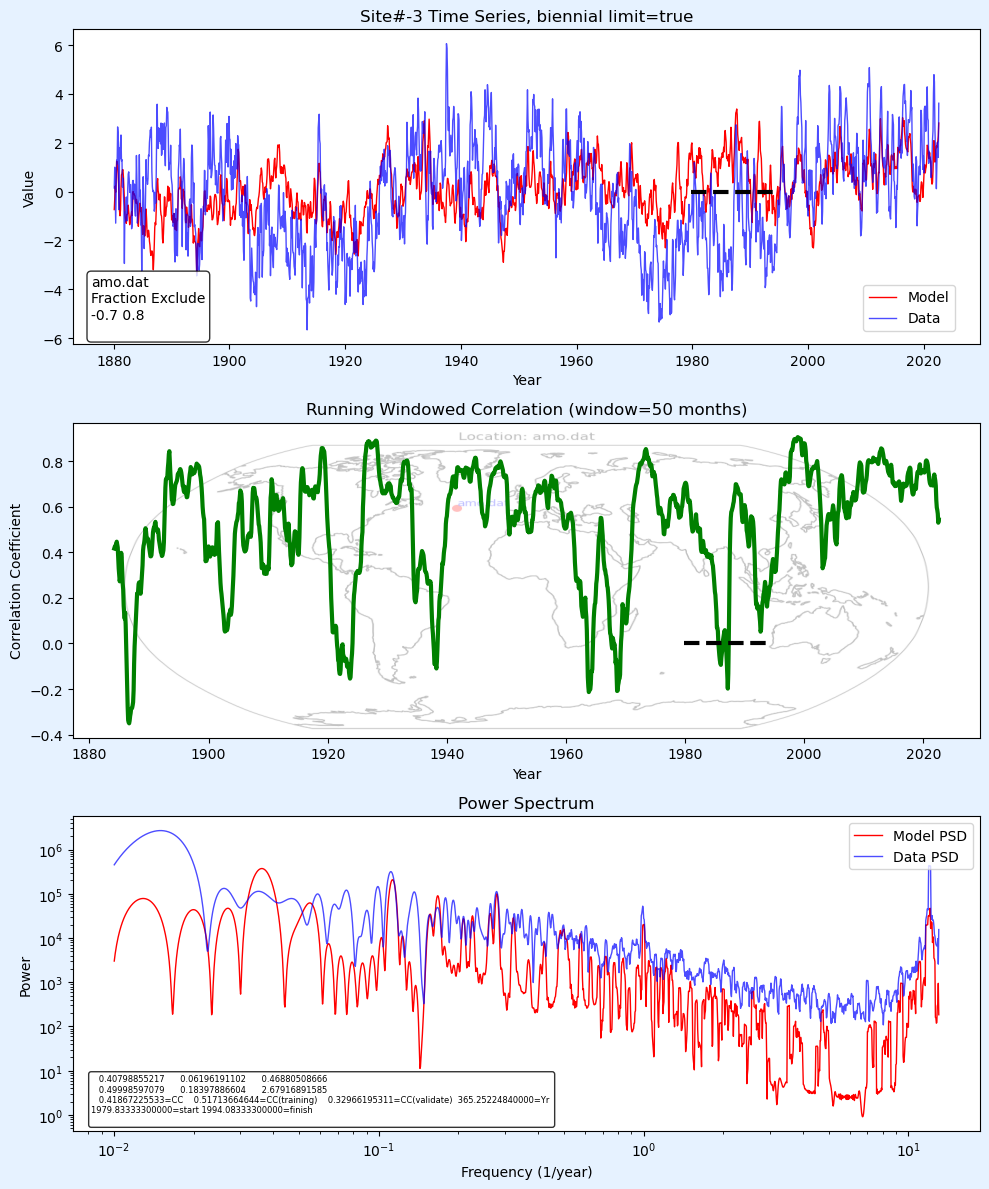 Site#-3 Time Series, biennial limit=true
6
4
2
0
−2
−4
−6
Value
amo.dat
Fraction Exclude
-0.7 0.8
Model
Data
1880
1900
1920
1940
1960
1980
2000
2020
Year
Running Windowed Correlation (window=50 months)
Location: amo.dat
0.8
0.6
0.4
0.2
0.0
−0.2
−0.4
Correlation Coefficient
1880
1900
1920
1940
1960
1980
2000
2020
Year
Power Spectrum
Model PSD
Data PSD
10⁶
10⁵
10⁴
10³
10²
10¹
10⁰
Power
0.40798855217 0.06196191102 0.46880508666
0.49998597079 0.18397886604 2.67916891585
0.41867225533=CC 0.51713664644=CC(training) 0.32966195311=CC(validate) 365.25224840000=Yr
1979.83333300000=start 1994.08333300000=finish
10⁻²
10⁻¹
10⁰
10¹
Frequency (1/year)